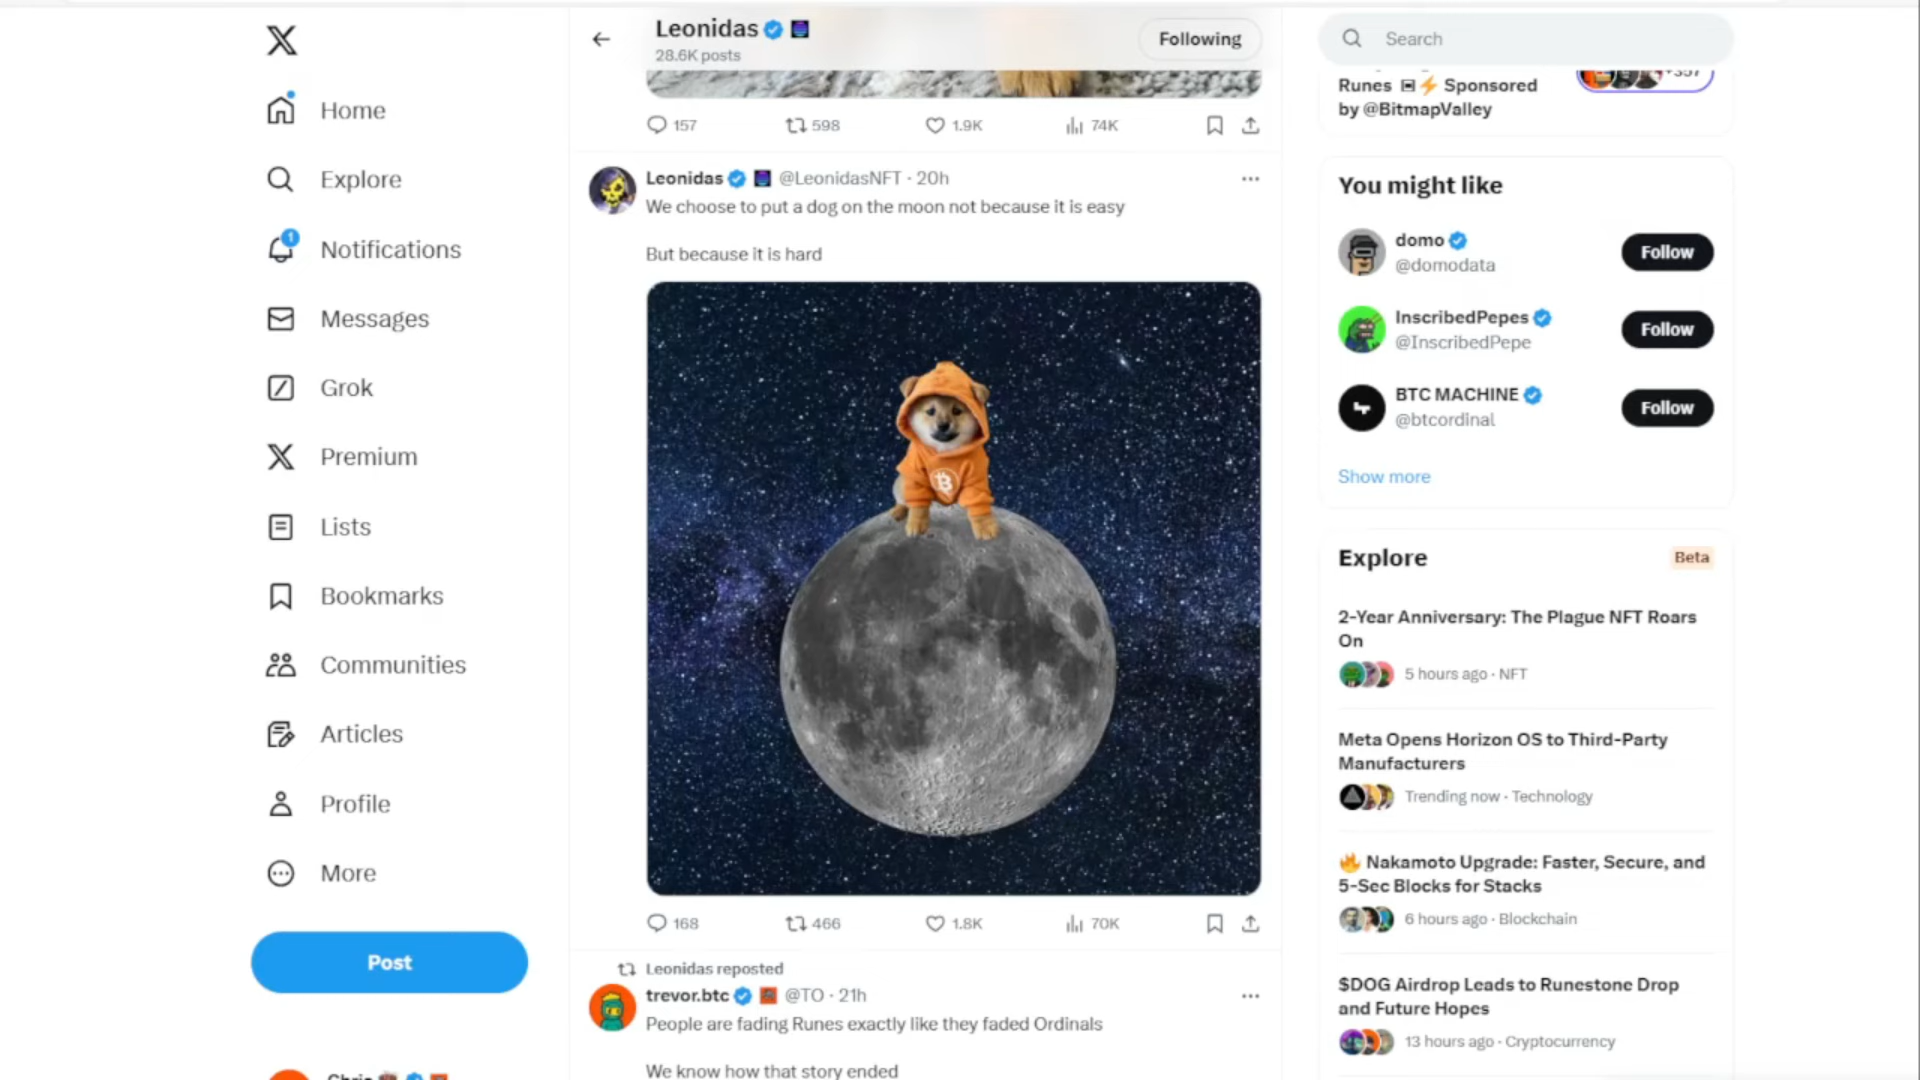 Home
Explore
1
Notifications
Messages
Grok
Premium
Lists
Bookmarks
Communities
Articles
Profile
More
Post
Leonidas
28.6K posts
Following
157
598
1.9K
74K
Leonidas @LeonidasNFT · 20h
We choose to put a dog on the moon not because it is easy
But because it is hard
168
466
1.8K
70K
Leonidas reposted
trevor.btc @TO · 21h
People are fading Runes exactly like they faded Ordinals
We know how that story ended
Search
Runes Sponsored
+357
by @BitmapValley
You might like
domo
@domodata
Follow
InscribedPepes
@InscribedPepe
Follow
BTC MACHINE
@btcordinal
Follow
Show more
Explore
Beta
2-Year Anniversary: The Plague NFT Roars
On
5 hours ago · NFT
Meta Opens Horizon OS to Third-Party
Manufacturers
Trending now · Technology
🔥 Nakamoto Upgrade: Faster, Secure, and
5-Sec Blocks for Stacks
6 hours ago · Blockchain
$DOG Airdrop Leads to Runestone Drop
and Future Hopes
13 hours ago · Cryptocurrency